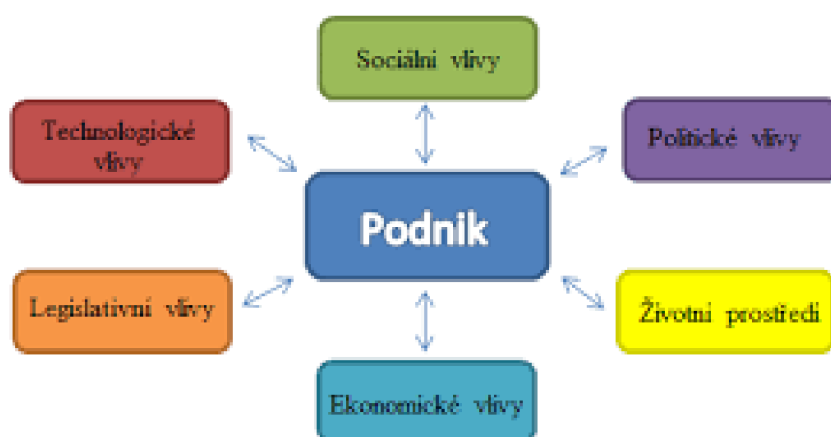 Sociální vlivy
Technologické
vlivy
Politické vlivy
Podnik
Legislativní vlivy
Životní prostředí
Ekonomické vlivy